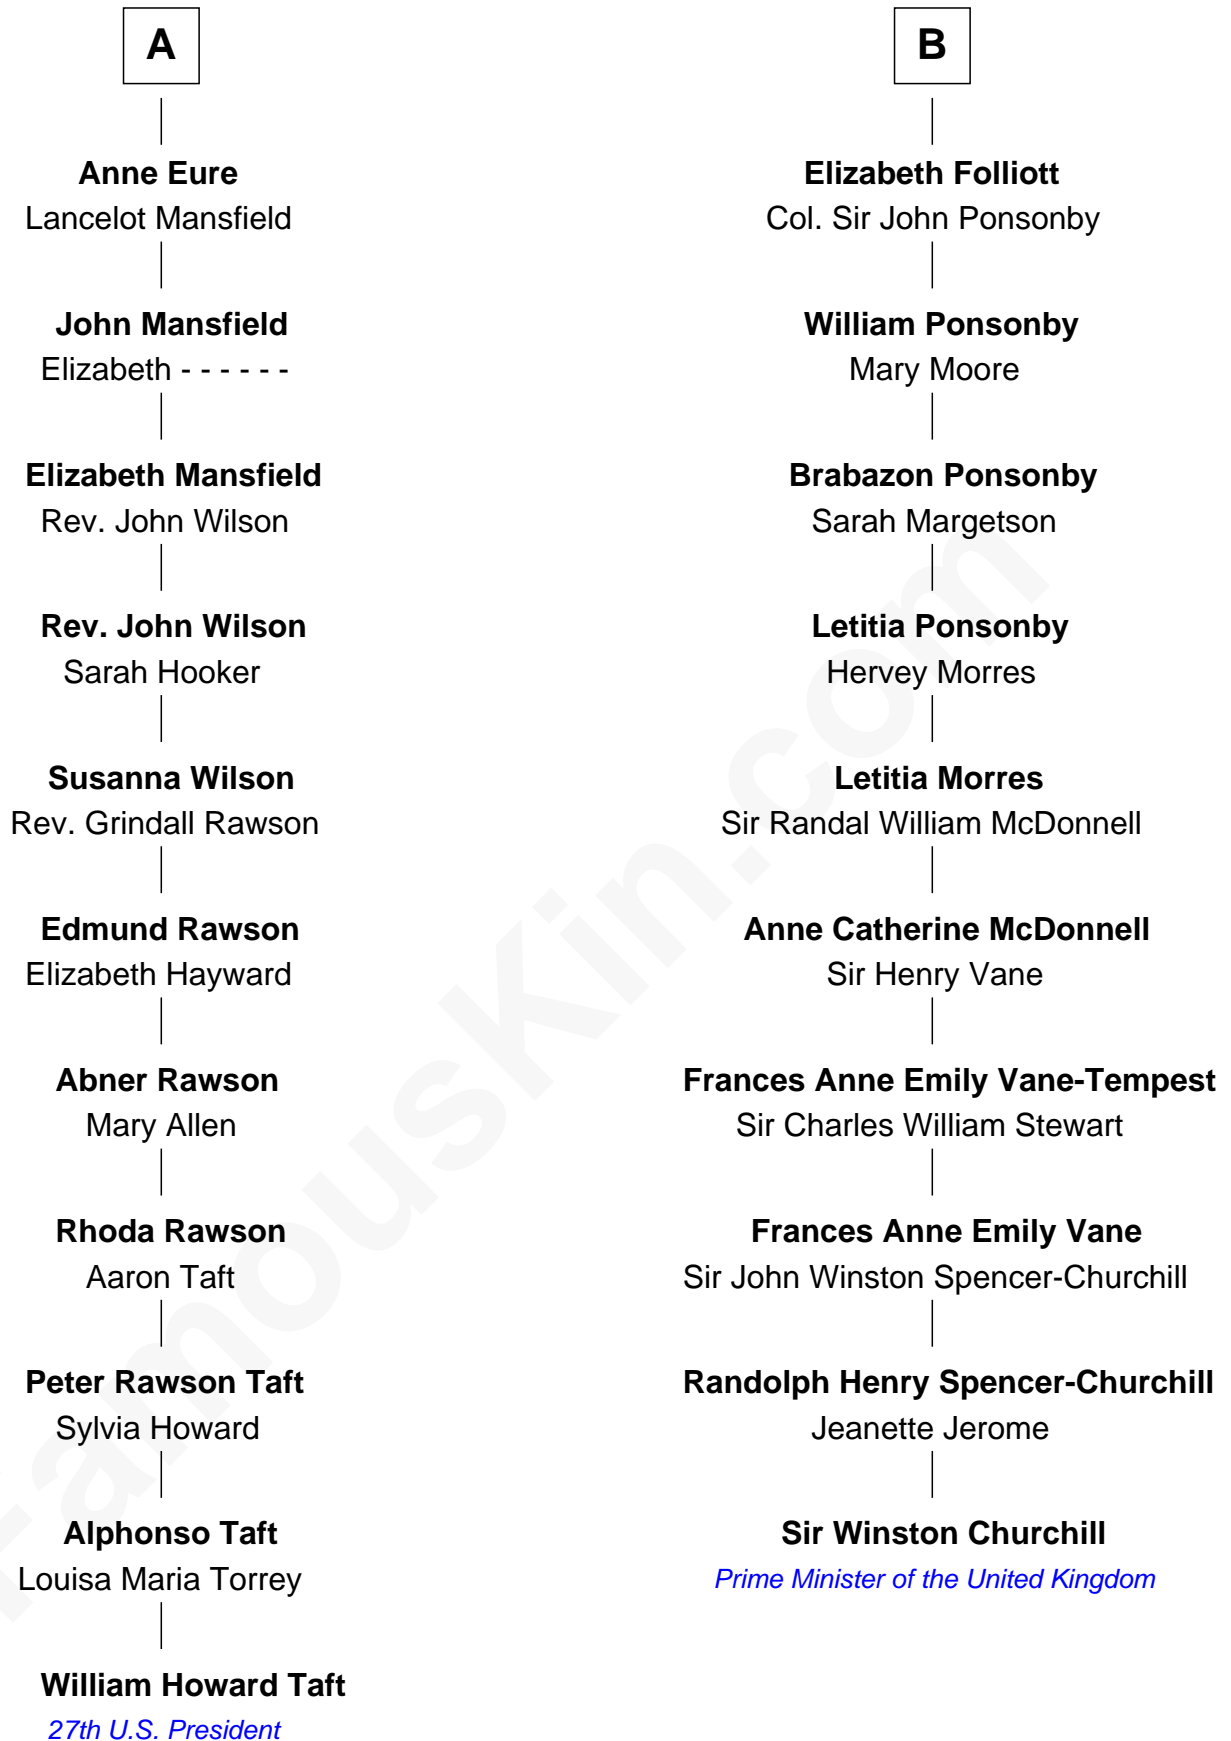 A
Anne Eure
Lancelot Mansfield
John Mansfield
Elizabeth - - - - - -
Elizabeth Mansfield
Rev. John Wilson
Rev. John Wilson
Sarah Hooker
Susanna Wilson
Rev. Grindall Rawson
Edmund Rawson
Elizabeth Hayward
Abner Rawson
Mary Allen
Rhoda Rawson
Aaron Taft
Peter Rawson Taft
Sylvia Howard
Alphonso Taft
Louisa Maria Torrey
William Howard Taft
27th U.S. President
B
Elizabeth Folliott
Col. Sir John Ponsonby
William Ponsonby
Mary Moore
Brabazon Ponsonby
Sarah Margetson
Letitia Ponsonby
Hervey Morres
Letitia Morres
Sir Randal William McDonnell
Anne Catherine McDonnell
Sir Henry Vane
Frances Anne Emily Vane-Tempest
Sir Charles William Stewart
Frances Anne Emily Vane
Sir John Winston Spencer-Churchill
Randolph Henry Spencer-Churchill
Jeanette Jerome
Sir Winston Churchill
Prime Minister of the United Kingdom
FamousKin.com